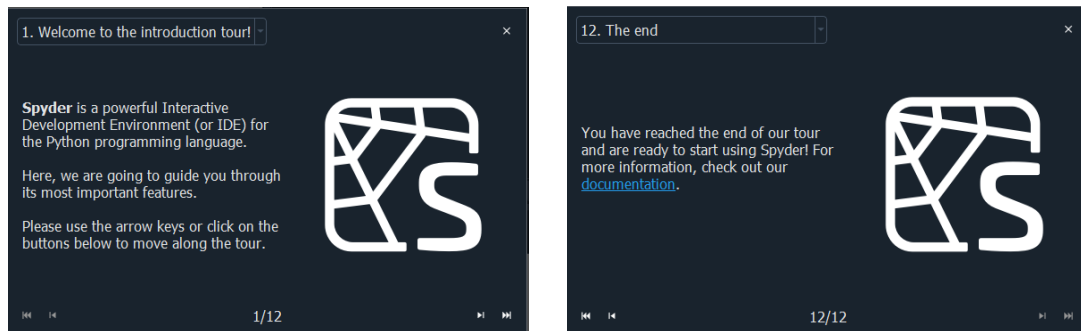 1. Welcome to the introduction tour!
Spyder is a powerful Interactive
Development Environment (or IDE) for
the Python programming language.
Here, we are going to guide you through
its most important features.
Please use the arrow keys or click on the
buttons below to move along the tour.
S
1/12
12. The end
You have reached the end of our tour
and are ready to start using Spyder! For
more information, check out our
documentation.
S
12/12